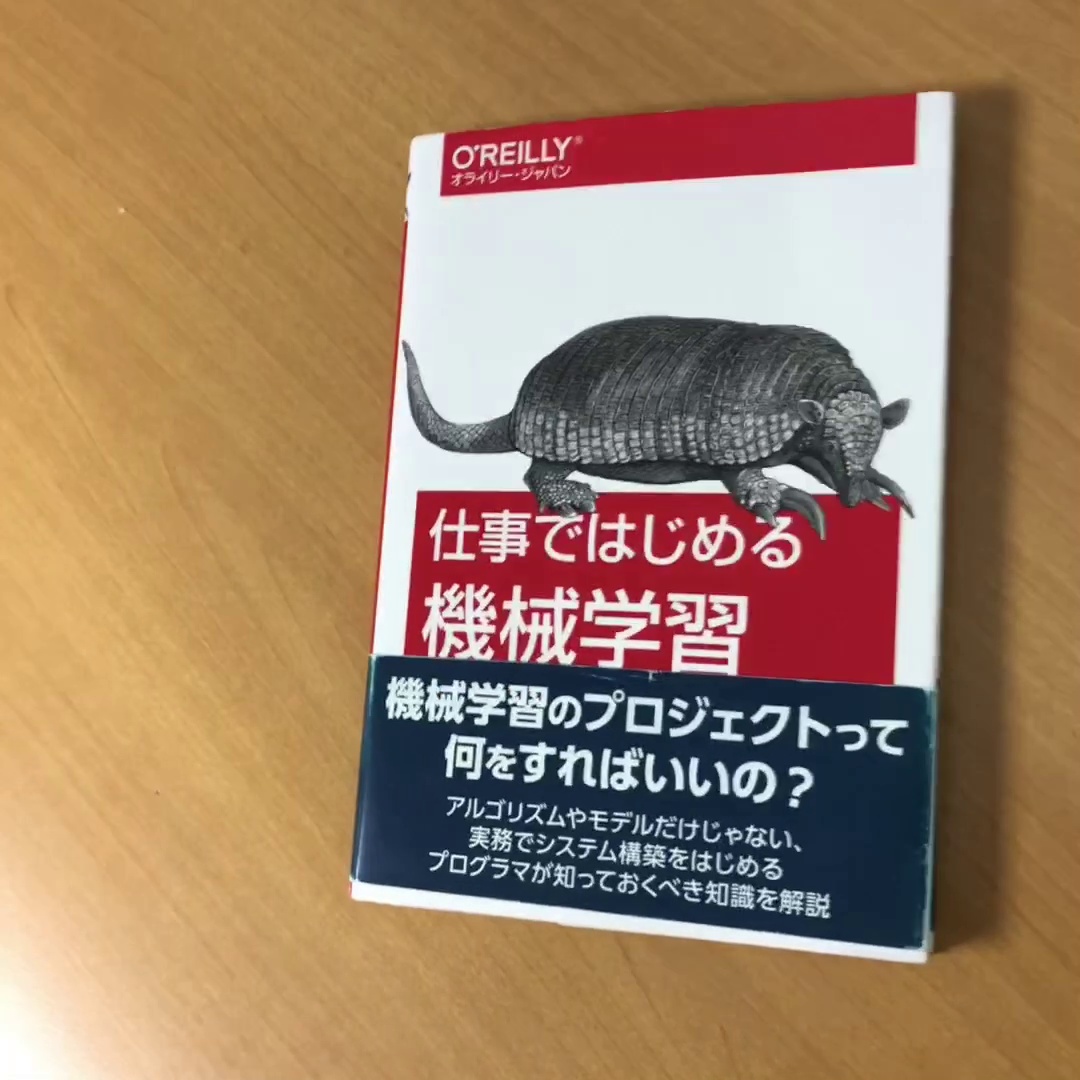 O'REILLY®
オライリー・ジャパン
仕事ではじめる
機械学習
機械学習のプロジェクトって
何をすればいいの？
アルゴリズムやモデルだけじゃない、
実務でシステム構築をはじめる
プログラマが知っておくべき知識を解説